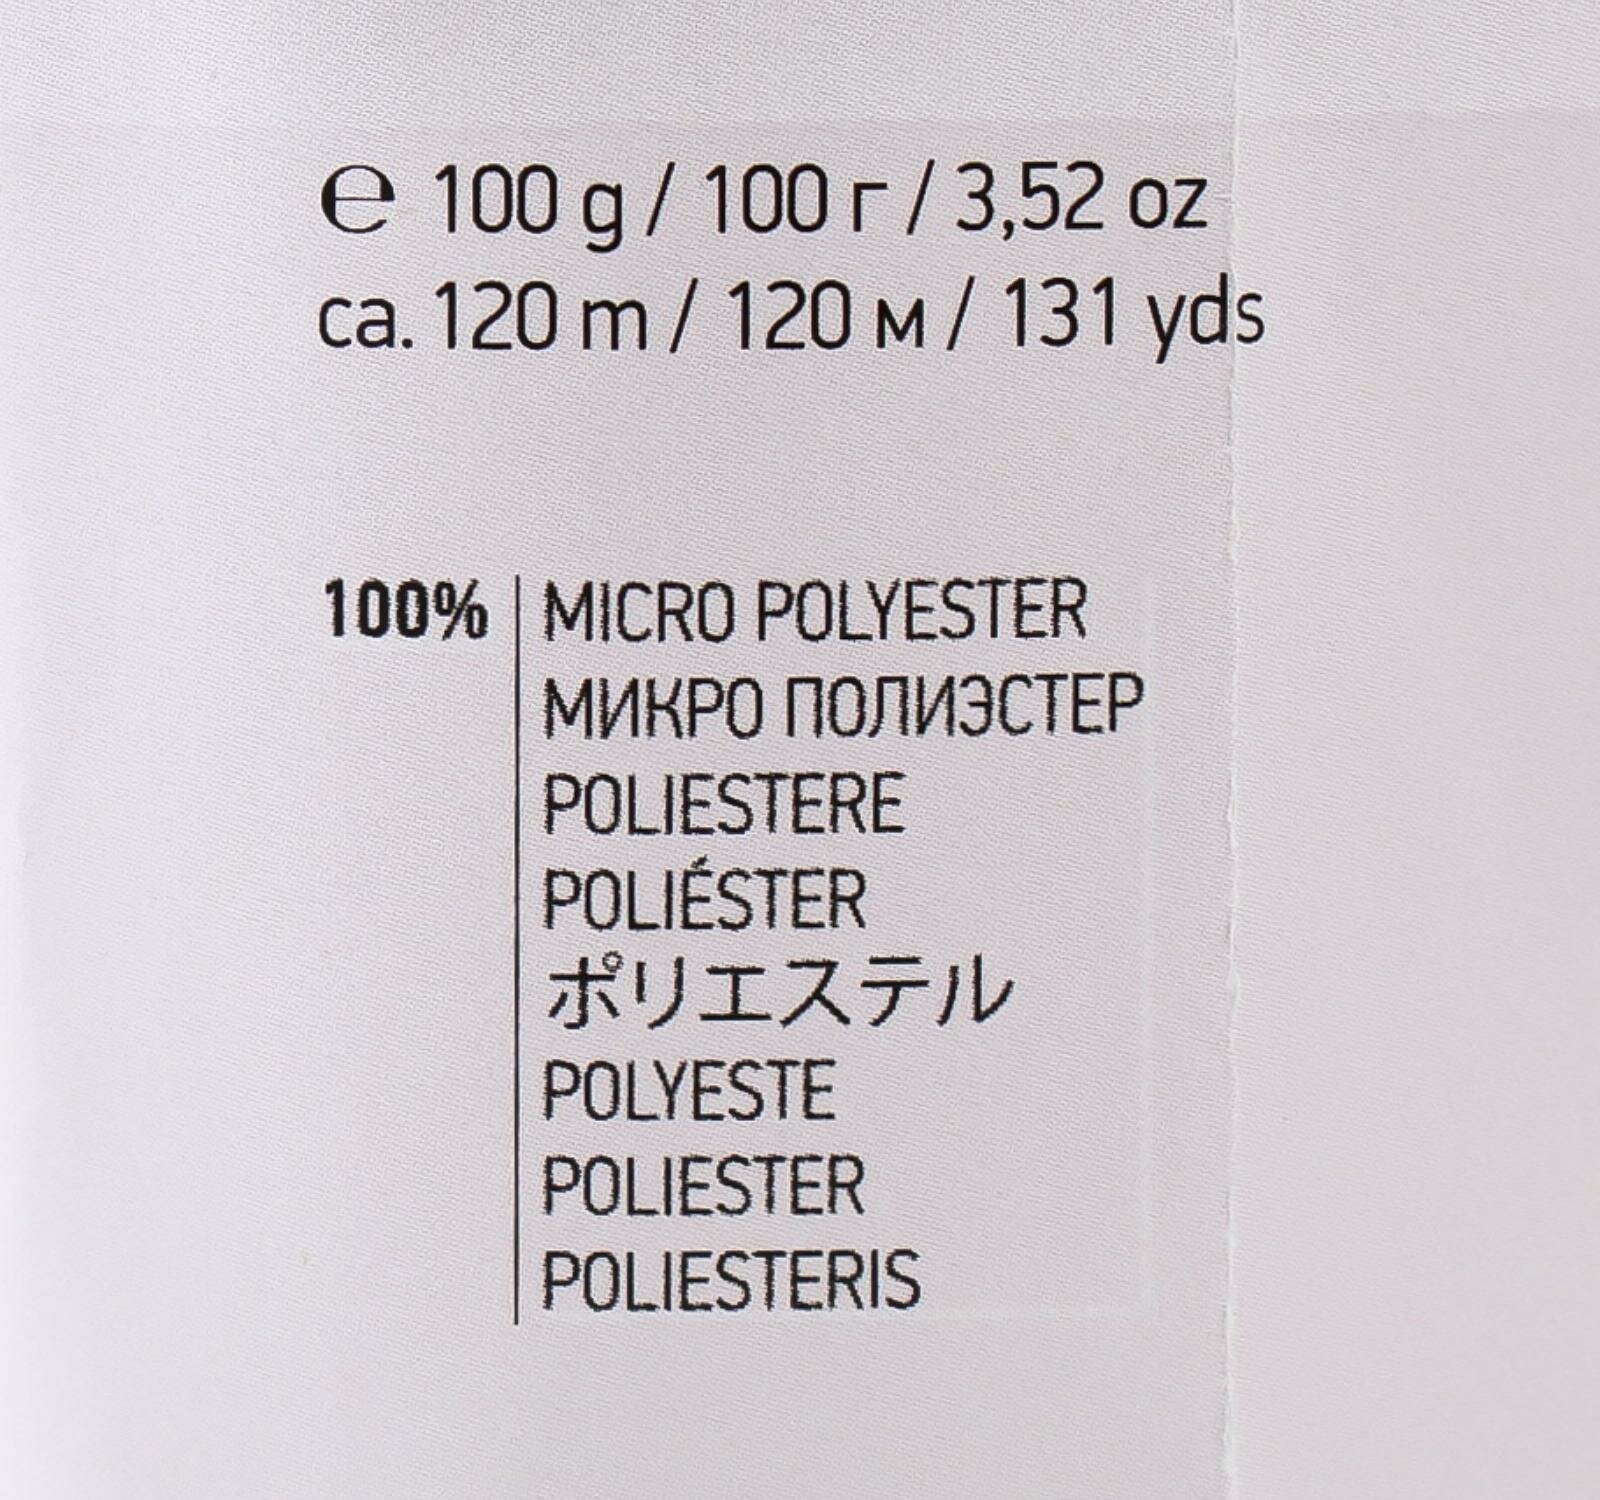 ℮ 100 g / 100 г / 3,52 oz
ca. 120 m / 120 м / 131 yds
100% MICRO POLYESTER
МИКРО ПОЛИЭСТЕР
POLIESTERE
POLIÉSTER
ポリエステル
POLYESTE
POLIESTER
POLIESTERIS